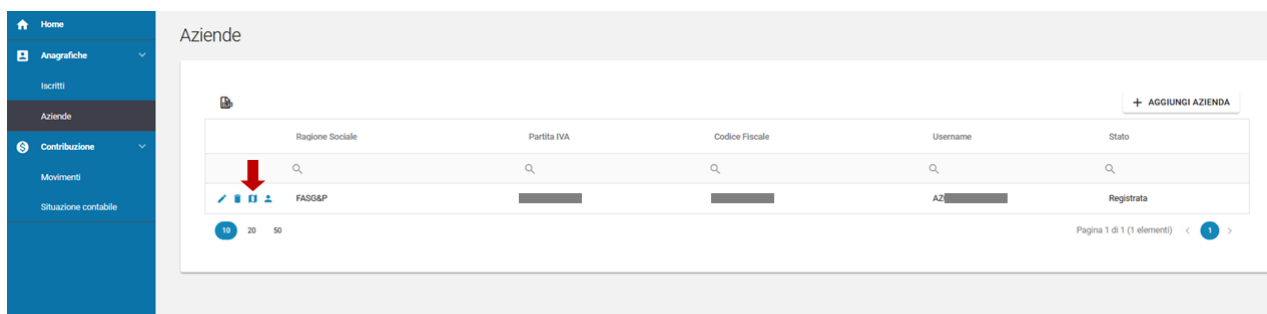 Home
Anagrafiche
Iscritti
Aziende
Contribuzione
Movimenti
Situazione contabile
Aziende
+ AGGIUNGI AZIENDA
Ragione Sociale Partita IVA Codice Fiscale Username Stato
FASG&P AZ Registrata
10 20 50 Pagina 1 di 1 (1 elementi) < 1 >